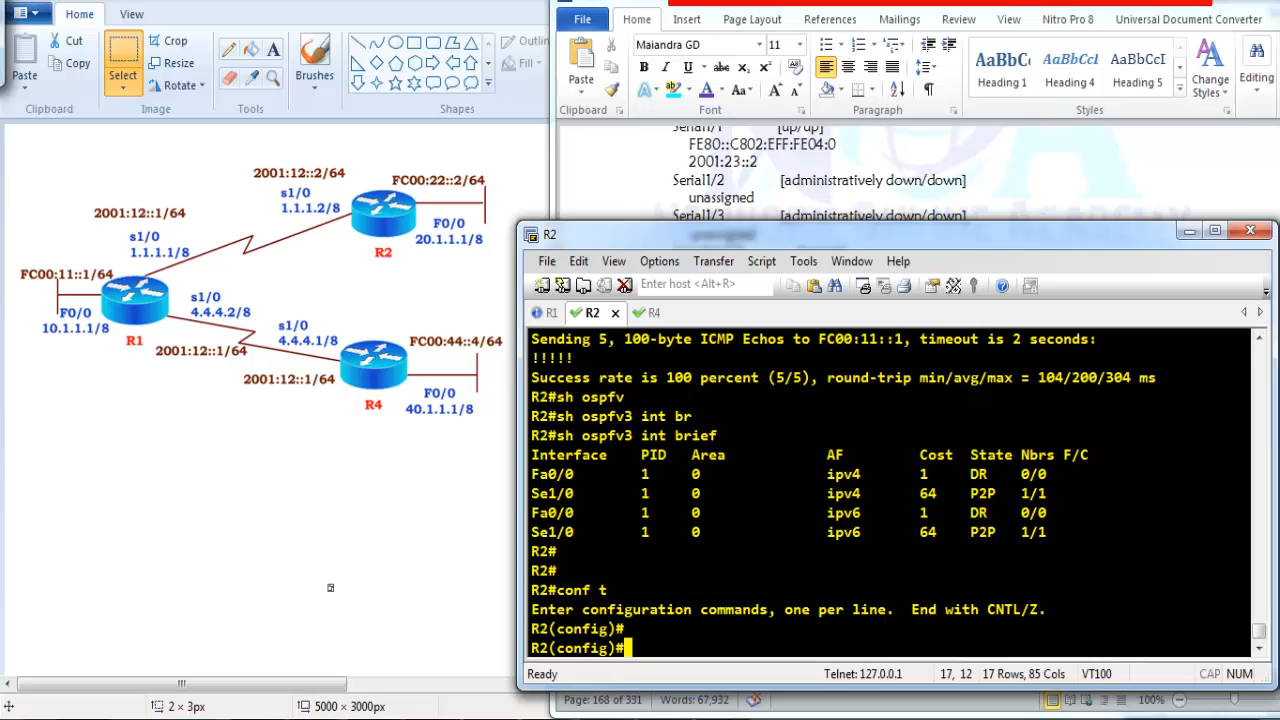 Home
View
Paste
Cut
Copy
Clipboard
Select
Crop
Resize
Rotate
Image
Tools
Brushes
Shapes
Outlin
Fill
File
Home
Insert
Page Layout
References
Mailings
Review
View
Nitro Pro 8
Universal Document Converter
Paste
Clipboard
Maiandra GD
11
Font
Paragraph
AaBbC
AaBbCc
AaBbCcI
Heading 1
Heading 4
Heading 5
Styles
Change
Styles
Editing
Serial1/1 [up/up]
FE80::C802:EFF:FE04:0
2001:23::2
Serial1/2 [administratively down/down]
unassigned
Serial1/3 [administratively down/down]
unassigned
2001:12::2/64
FC00:22::2/64
s1/0
1.1.1.2/8
2001:12::1/64
F0/0
20.1.1.1/8
R2
s1/0
1.1.1.1/8
FC00:11::1/64
F0/0
10.1.1.1/8
R1
s1/0
4.4.4.2/8
s1/0
4.4.4.1/8
FC00:44::4/64
2001:12::1/64
2001:12::1/64
F0/0
40.1.1.1/8
R4
R2
File Edit View Options Transfer Script Tools Window Help
Enter host <Alt+R>
R1
R2
R4
Sending 5, 100-byte ICMP Echos to FC00:11::1, timeout is 2 seconds:
!!!!!
Success rate is 100 percent (5/5), round-trip min/avg/max = 104/200/304 ms
R2#sh ospfv
R2#sh ospfv3 int br
R2#sh ospfv3 int brief
Interface PID Area AF Cost State Nbrs F/C
Fa0/0 1 0 ipv4 1 DR 0/0
Se1/0 1 0 ipv4 64 P2P 1/1
Fa0/0 1 0 ipv6 1 DR 0/0
Se1/0 1 0 ipv6 64 P2P 1/1
R2#
R2#
R2#conf t
Enter configuration commands, one per line. End with CNTL/Z.
R2(config)#
R2(config)#
Ready
Telnet: 127.0.0.1
17, 12
17 Rows, 85 Cols
VT100
CAP NUM
2 × 3px
5000 × 3000px
Page: 168 of 331
Words: 67,932
100%